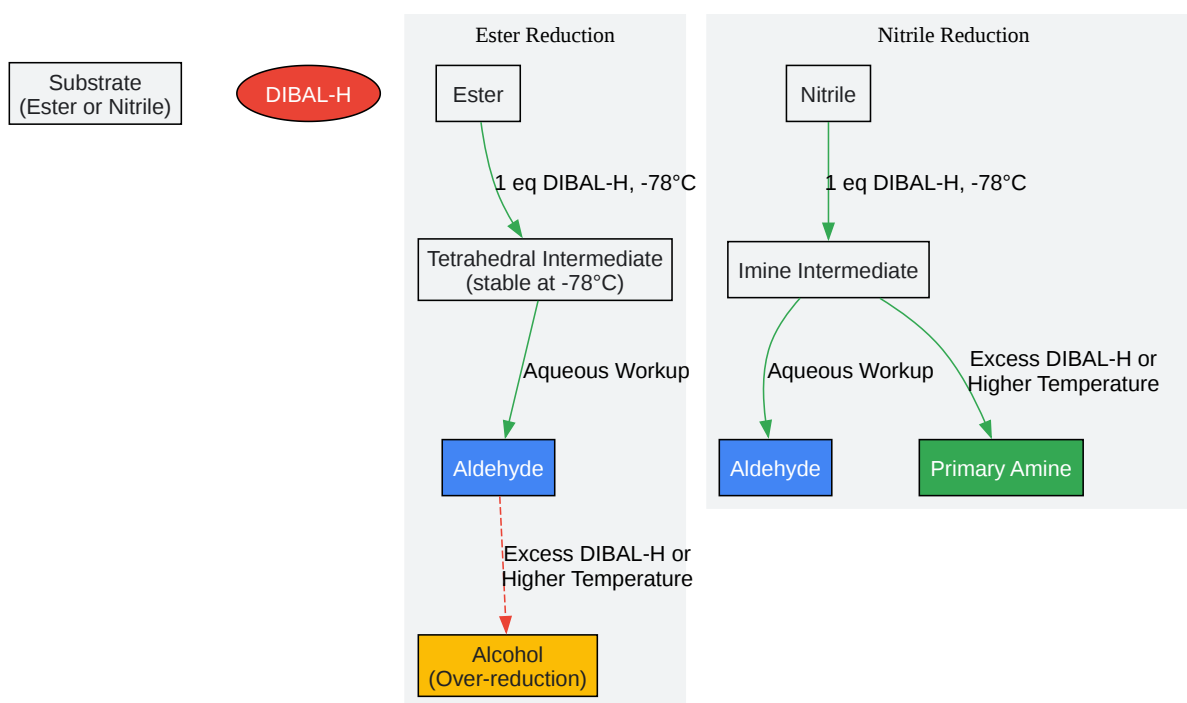 Substrate
(Ester or Nitrile)
DIBAL-H
Ester Reduction
Ester
1 eq DIBAL-H, -78°C
Tetrahedral Intermediate
(stable at -78°C)
Aqueous Workup
Aldehyde
Excess DIBAL-H or
Higher Temperature
Alcohol
(Over-reduction)
Nitrile Reduction
Nitrile
1 eq DIBAL-H, -78°C
Imine Intermediate
Aqueous Workup
Excess DIBAL-H or
Higher Temperature
Aldehyde
Primary Amine